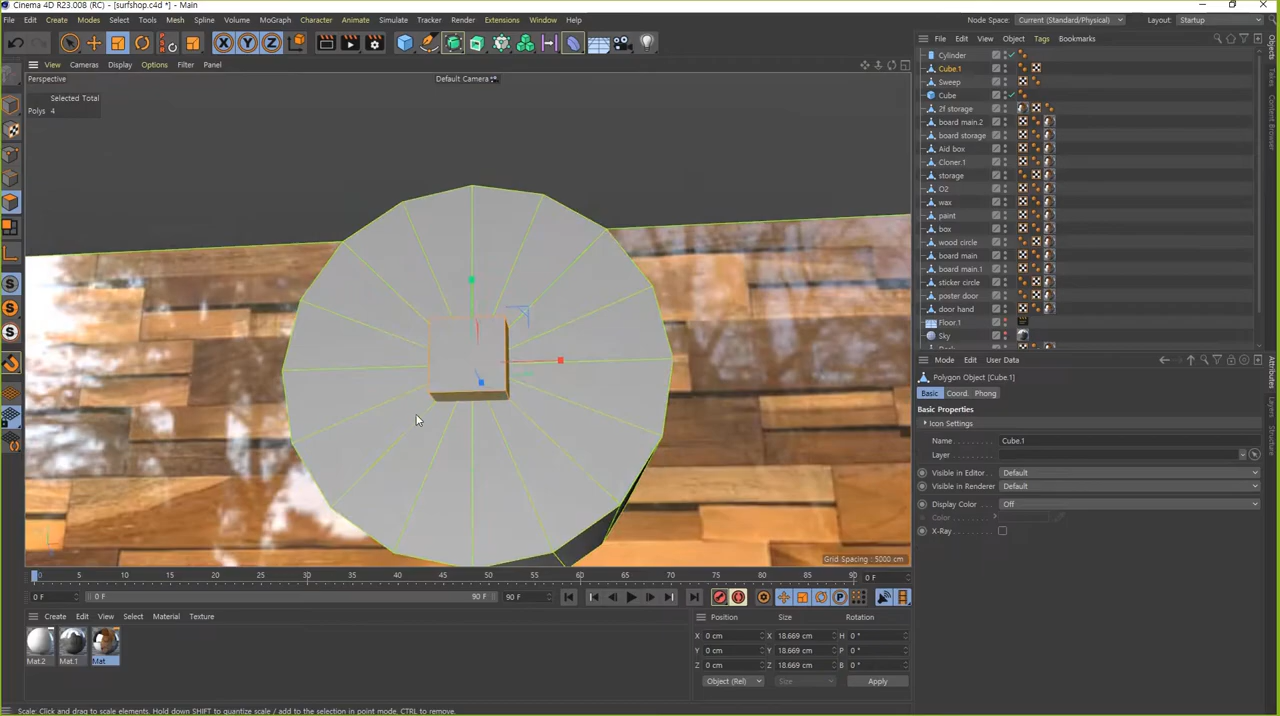 Cinema 4D R23.008 (RC) - [surfshop.c4d *] - Main
File Edit Create Modes Select Tools Mesh Spline Volume MoGraph Character Animate Simulate Tracker Render Extensions Window Help
Node Space: Current (Standard/Physical) Layout: Startup
X Y Z
File Edit View Object Tags Bookmarks
View Cameras Display Options Filter Panel
Perspective Default Camera
Selected Total
Polys 4
Cylinder
Cube.1
Sweep
Cube
2f storage
board main.2
board storage
Aid box
Cloner.1
storage
O2
wax
paint
box
wood circle
board main
board main.1
sticker circle
poster door
door hand
Floor.1
Sky
Objects
Takes
Content Browser
Mode Edit User Data
Polygon Object [Cube.1]
Basic Coord. Phong
Basic Properties
Icon Settings
Name Cube.1
Layer
Visible in Editor Default
Visible in Renderer Default
Display Color Off
Color
X-Ray
Attributes
Layers
Structure
Grid Spacing : 5000 cm
0 5 10 15 20 25 30 35 40 45 50 55 60 65 70 75 80 85 90 0 F
0 F 0 F 90 F 90 F
Create Edit View Select Material Texture
Mat.2 Mat.1 Mat
Position Size Rotation
X 0 cm X 18.669 cm H 0 °
Y 0 cm Y 18.669 cm P 0 °
Z 0 cm Z 18.669 cm B 0 °
Object (Rel) Size Apply
Scale: Click and drag to scale elements. Hold down SHIFT to quantize scale / add to the selection in point mode, CTRL to remove.